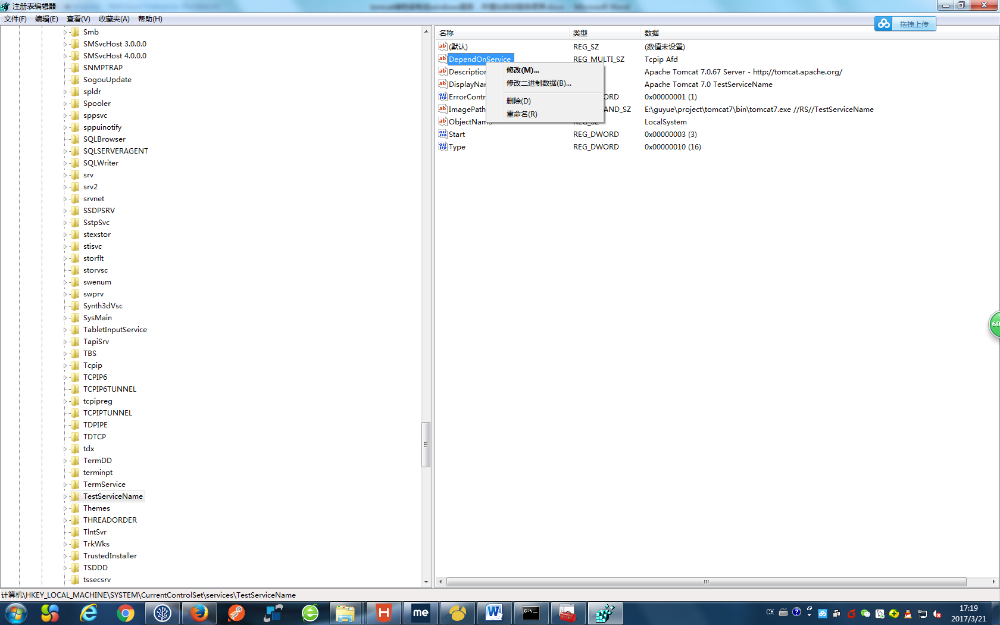 注册表编辑器
文件(F) 编辑(E) 查看(V) 收藏夹(A) 帮助(H)
拖拽上传
Smb
SMSvcHost 3.0.0.0
SMSvcHost 4.0.0.0
SNMPTRAP
SogouUpdate
spldr
Spooler
sppsvc
sppuinotify
SQLBrowser
SQLSERVERAGENT
SQLWriter
srv
srv2
srvnet
SSDPSRV
SstpSvc
stexstor
stisvc
storflt
storvsc
swenum
swprv
Synth3dVsc
SysMain
TabletInputService
TapiSrv
TBS
Tcpip
TCPIP6
TCPIP6TUNNEL
tcpipreg
TCPIPTUNNEL
TDPIPE
TDTCP
tdx
TermDD
terminpt
TermService
TestServiceName
Themes
THREADORDER
TlntSvr
TrkWks
TrustedInstaller
TSDDD
tssecsrv
名称 类型 数据
(默认) REG_SZ (数值未设置)
DependOnService REG_MULTI_SZ Tcpip Afd
Description Apache Tomcat 7.0.67 Server - http://tomcat.apache.org/
DisplayNam Apache Tomcat 7.0 TestServiceName
ErrorContr ORD 0x00000001 (1)
ImagePath AND_SZ E:\guyue\project\tomcat7\bin\tomcat7.exe //RS//TestServiceName
ObjectName REG_SZ LocalSystem
Start REG_DWORD 0x00000003 (3)
Type REG_DWORD 0x00000010 (16)
修改(M)...
修改二进制数据(B)...
删除(D)
重命名(R)
60
计算机\HKEY_LOCAL_MACHINE\SYSTEM\CurrentControlSet\services\TestServiceName
H
me
W
CH
17:19
2017/3/21